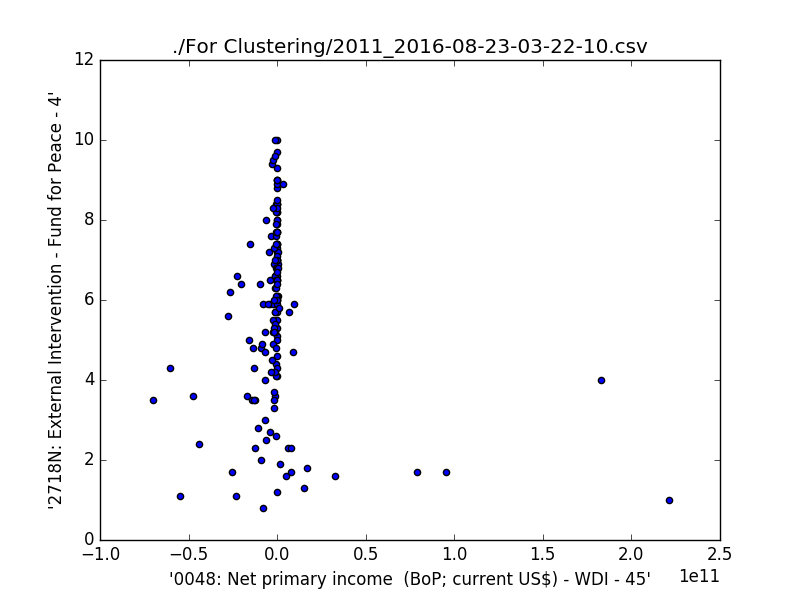 ./For Clustering/2011_2016-08-23-03-22-10.csv
'2718N: External Intervention - Fund for Peace - 4'
12
10
8
6
4
2
0
−1.0 −0.5 0.0 0.5 1.0 1.5 2.0 2.5
1e11
'0048: Net primary income  (BoP; current US$) - WDI - 45'